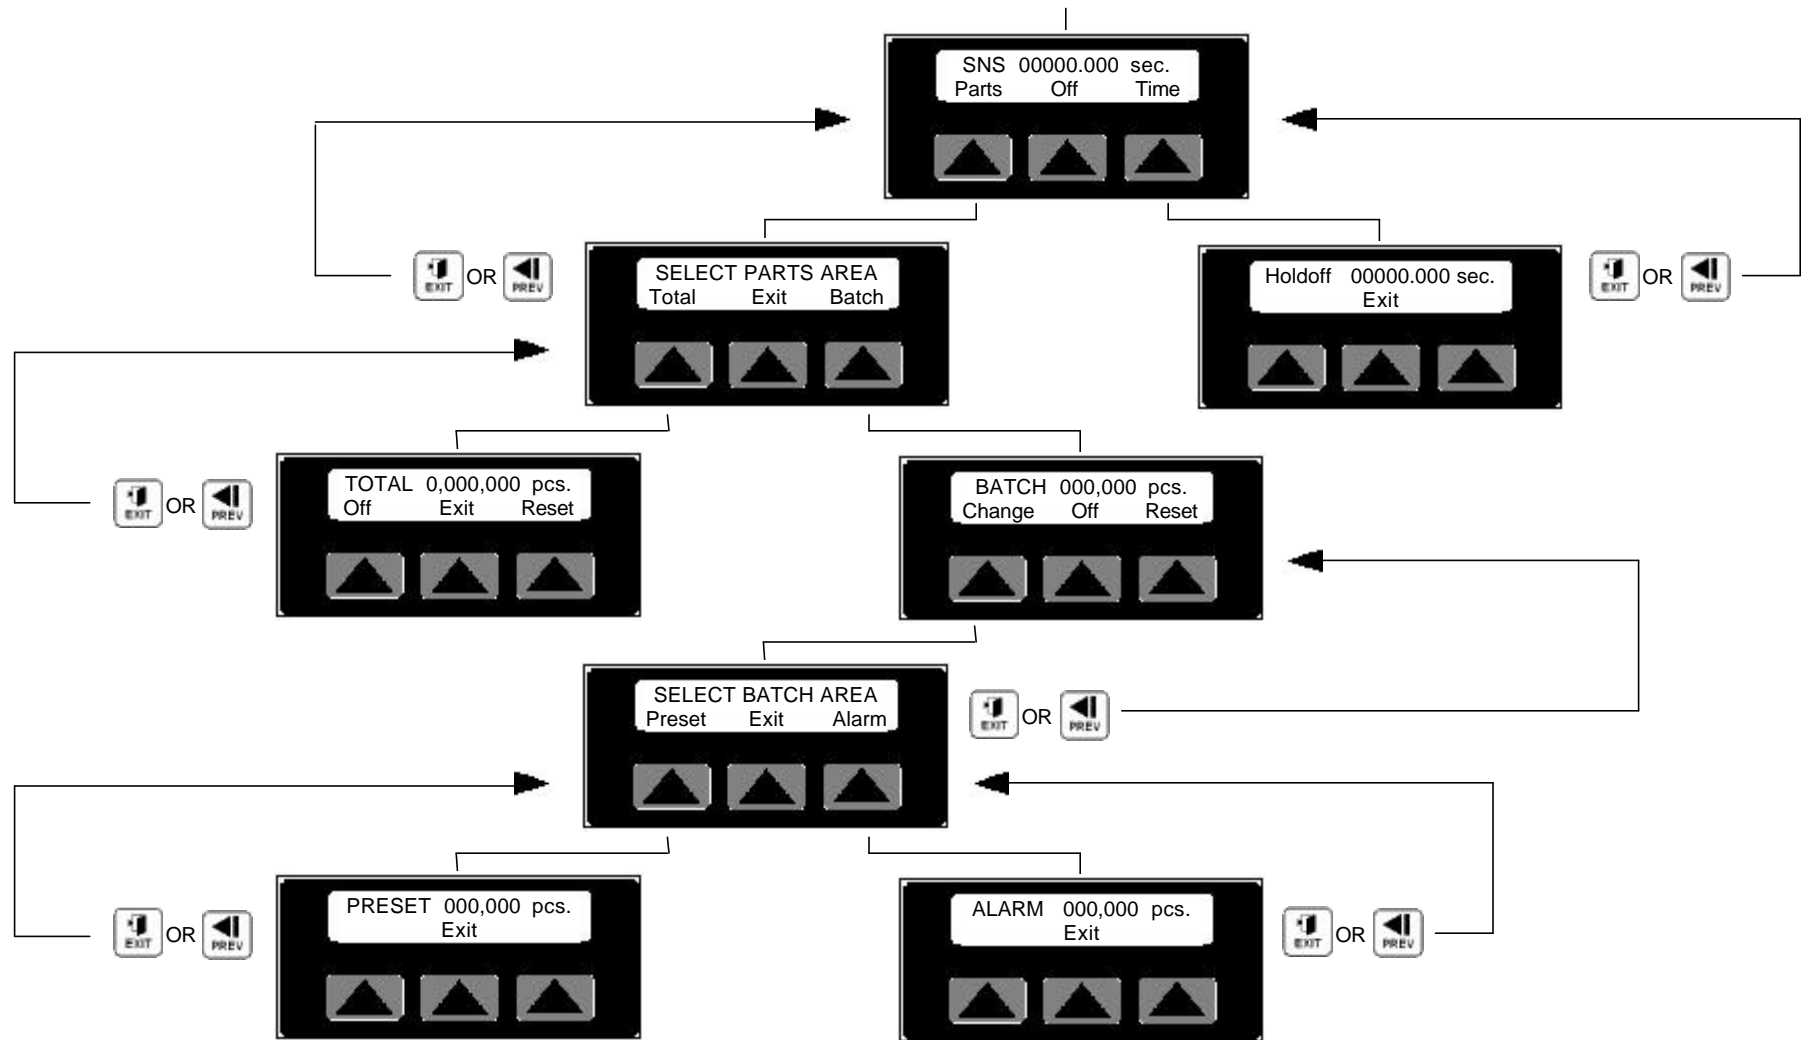 SNS 00000.000 sec.
Parts Off Time
EXIT OR PREV
SELECT PARTS AREA
Total Exit Batch
Holdoff 00000.000 sec.
Exit
EXIT OR PREV
EXIT OR PREV
TOTAL 0,000,000 pcs.
Off Exit Reset
BATCH 000,000 pcs.
Change Off Reset
SELECT BATCH AREA
Preset Exit Alarm
EXIT OR PREV
EXIT OR PREV
PRESET 000,000 pcs.
Exit
ALARM 000,000 pcs.
Exit
EXIT OR PREV